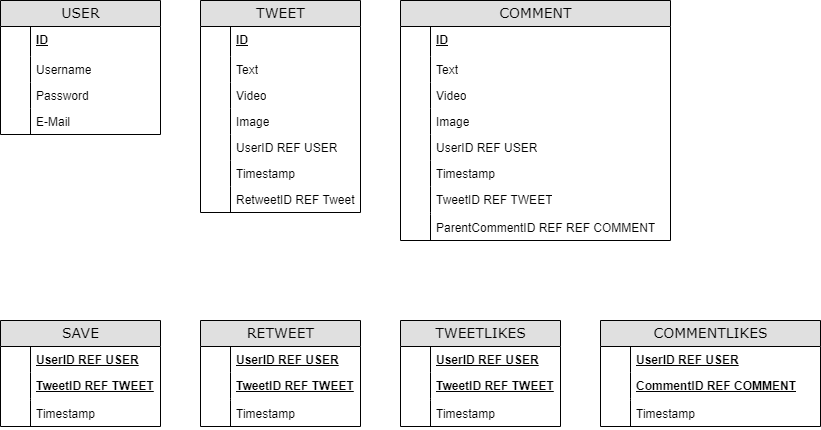 USER
ID
Username
Password
E-Mail
TWEET
ID
Text
Video
Image
UserID REF USER
Timestamp
RetweetID REF Tweet
COMMENT
ID
Text
Video
Image
UserID REF USER
Timestamp
TweetID REF TWEET
ParentCommentID REF REF COMMENT
SAVE
UserID REF USER
TweetID REF TWEET
Timestamp
RETWEET
UserID REF USER
TweetID REF TWEET
Timestamp
TWEETLIKES
UserID REF USER
TweetID REF TWEET
Timestamp
COMMENTLIKES
UserID REF USER
CommentID REF COMMENT
Timestamp